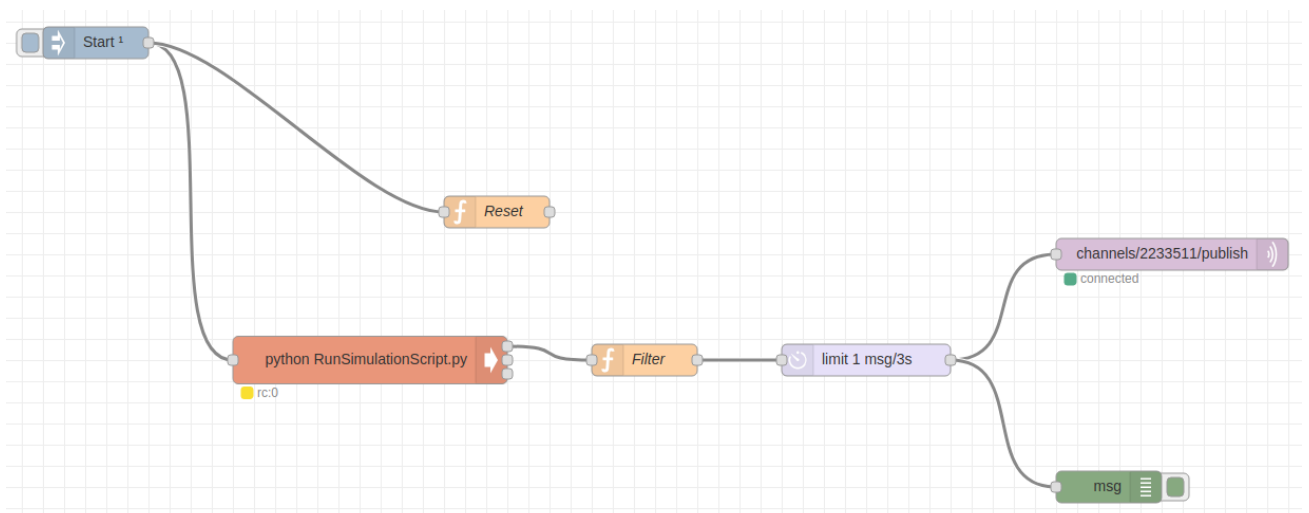 Start ¹
Reset
channels/2233511/publish
connected
python RunSimulationScript.py
Filter
limit 1 msg/3s
rc:0
msg